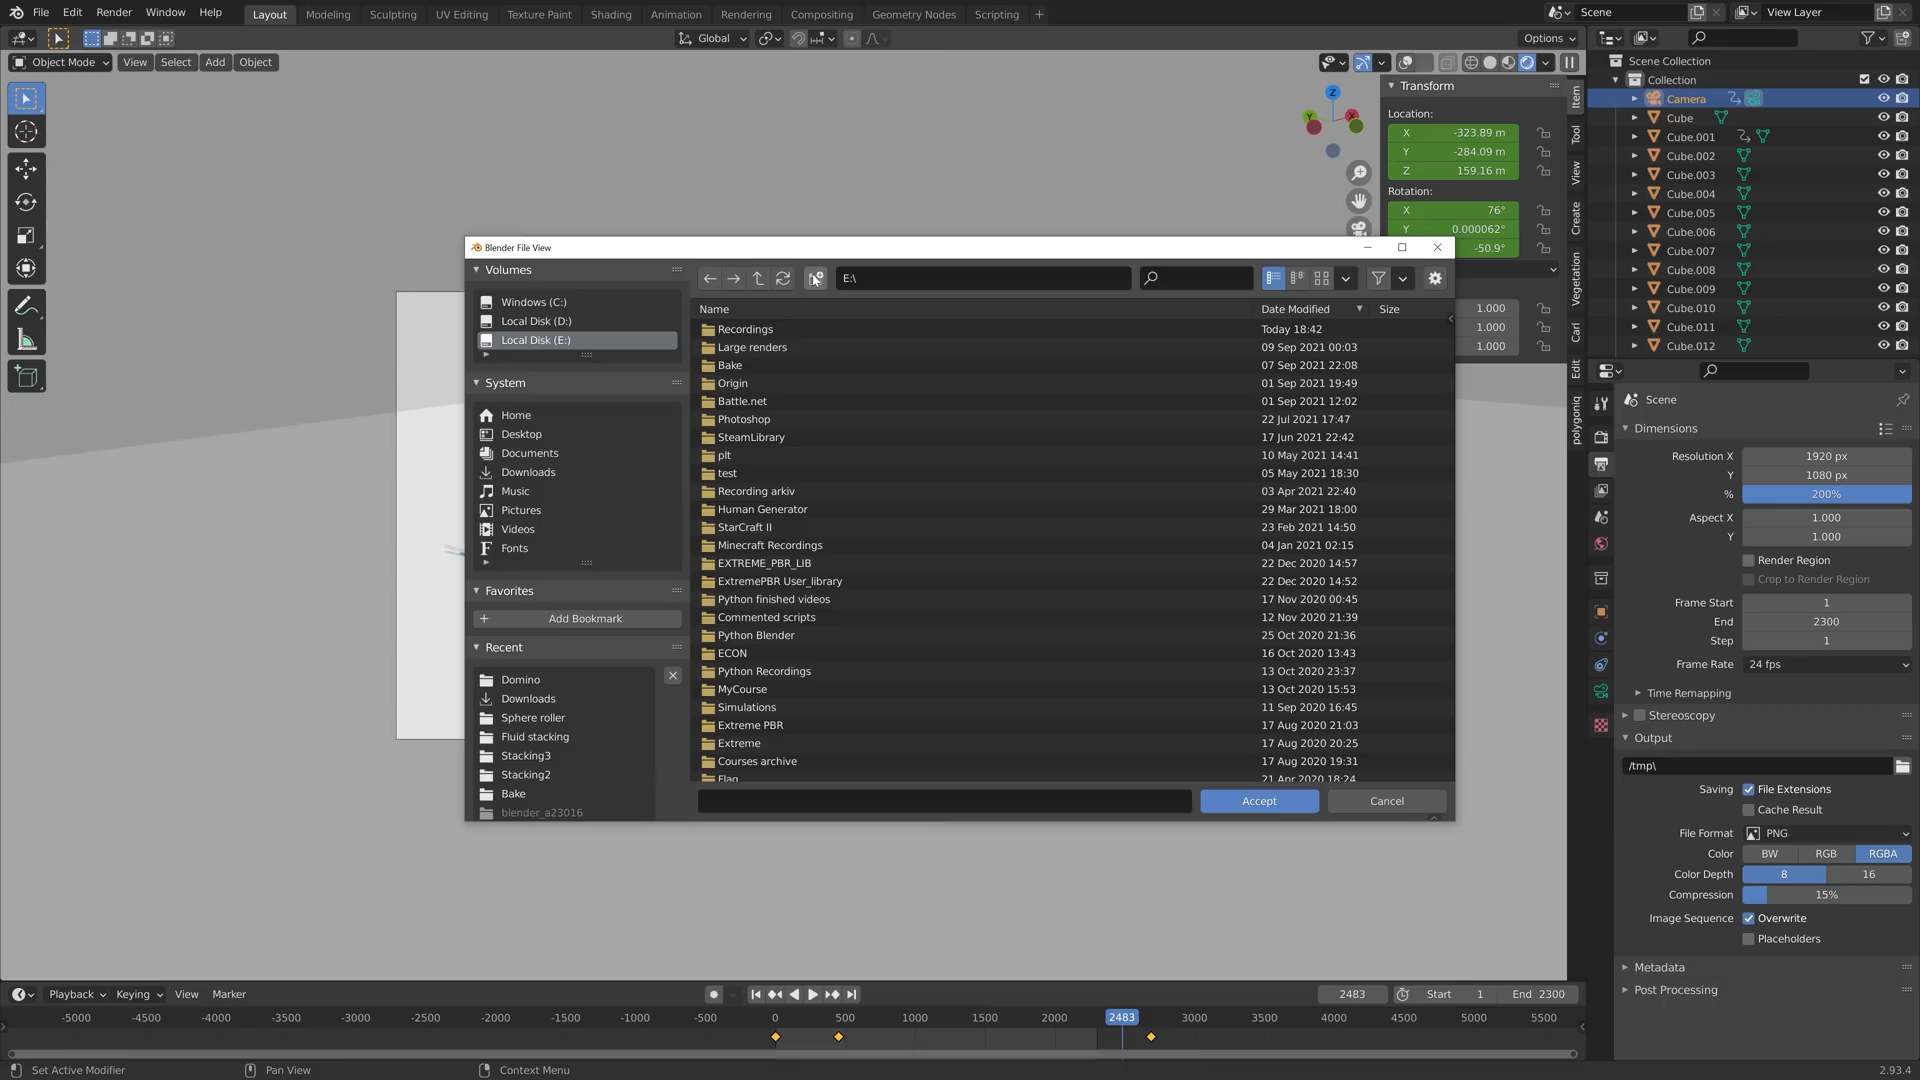 File Edit Render Window Help Layout Modeling Sculpting UV Editing Texture Paint Shading Animation Rendering Compositing Geometry Nodes Scripting + Scene View Layer
Global Options
Object Mode View Select Add Object
Scene Collection
Collection
Camera
Cube
Cube.001
Cube.002
Cube.003
Cube.004
Cube.005
Cube.006
Cube.007
Cube.008
Cube.009
Cube.010
Cube.011
Cube.012
Z
Y
X
Transform
Location:
X -323.89 m
Y -284.09 m
Z 159.16 m
Rotation:
X 76°
Y 0.000062°
-50.9°
1.000
1.000
1.000
Item
Tool
View
Create
Vegetation
Carl
Edit
polygoniq
Blender File View
Volumes
Windows (C:)
Local Disk (D:)
Local Disk (E:)
System
Home
Desktop
Documents
Downloads
Music
Pictures
Videos
Fonts
Favorites
+ Add Bookmark
Recent
Domino
Downloads
Sphere roller
Fluid stacking
Stacking3
Stacking2
Bake
blender_a23016
E:\
Name Date Modified Size
Recordings Today 18:42
Large renders 09 Sep 2021 00:03
Bake 07 Sep 2021 22:08
Origin 01 Sep 2021 19:49
Battle.net 01 Sep 2021 12:02
Photoshop 22 Jul 2021 17:47
SteamLibrary 17 Jun 2021 22:42
plt 10 May 2021 14:41
test 05 May 2021 18:30
Recording arkiv 03 Apr 2021 22:40
Human Generator 29 Mar 2021 18:00
StarCraft II 23 Feb 2021 14:50
Minecraft Recordings 04 Jan 2021 02:15
EXTREME_PBR_LIB 22 Dec 2020 14:57
ExtremePBR User_library 22 Dec 2020 14:52
Python finished videos 17 Nov 2020 00:45
Commented scripts 12 Nov 2020 21:39
Python Blender 25 Oct 2020 21:36
ECON 16 Oct 2020 13:43
Python Recordings 13 Oct 2020 23:37
MyCourse 13 Oct 2020 15:53
Simulations 11 Sep 2020 16:45
Extreme PBR 17 Aug 2020 21:03
Extreme 17 Aug 2020 20:25
Courses archive 17 Aug 2020 19:31
Flag 21 Apr 2020 18:24
Accept Cancel
Scene
Dimensions
Resolution X 1920 px
Y 1080 px
% 200%
Aspect X 1.000
Y 1.000
Render Region
Crop to Render Region
Frame Start 1
End 2300
Step 1
Frame Rate 24 fps
Time Remapping
Stereoscopy
Output
/tmp\
Saving File Extensions
Cache Result
File Format PNG
Color BW RGB RGBA
Color Depth 8 16
Compression 15%
Image Sequence Overwrite
Placeholders
Metadata
Post Processing
Playback Keying View Marker 2483 Start 1 End 2300
-5000 -4500 -4000 -3500 -3000 -2500 -2000 -1500 -1000 -500 0 500 1000 1500 2000 2483 3000 3500 4000 4500 5000 5500
Set Active Modifier Pan View Context Menu 2.93.4